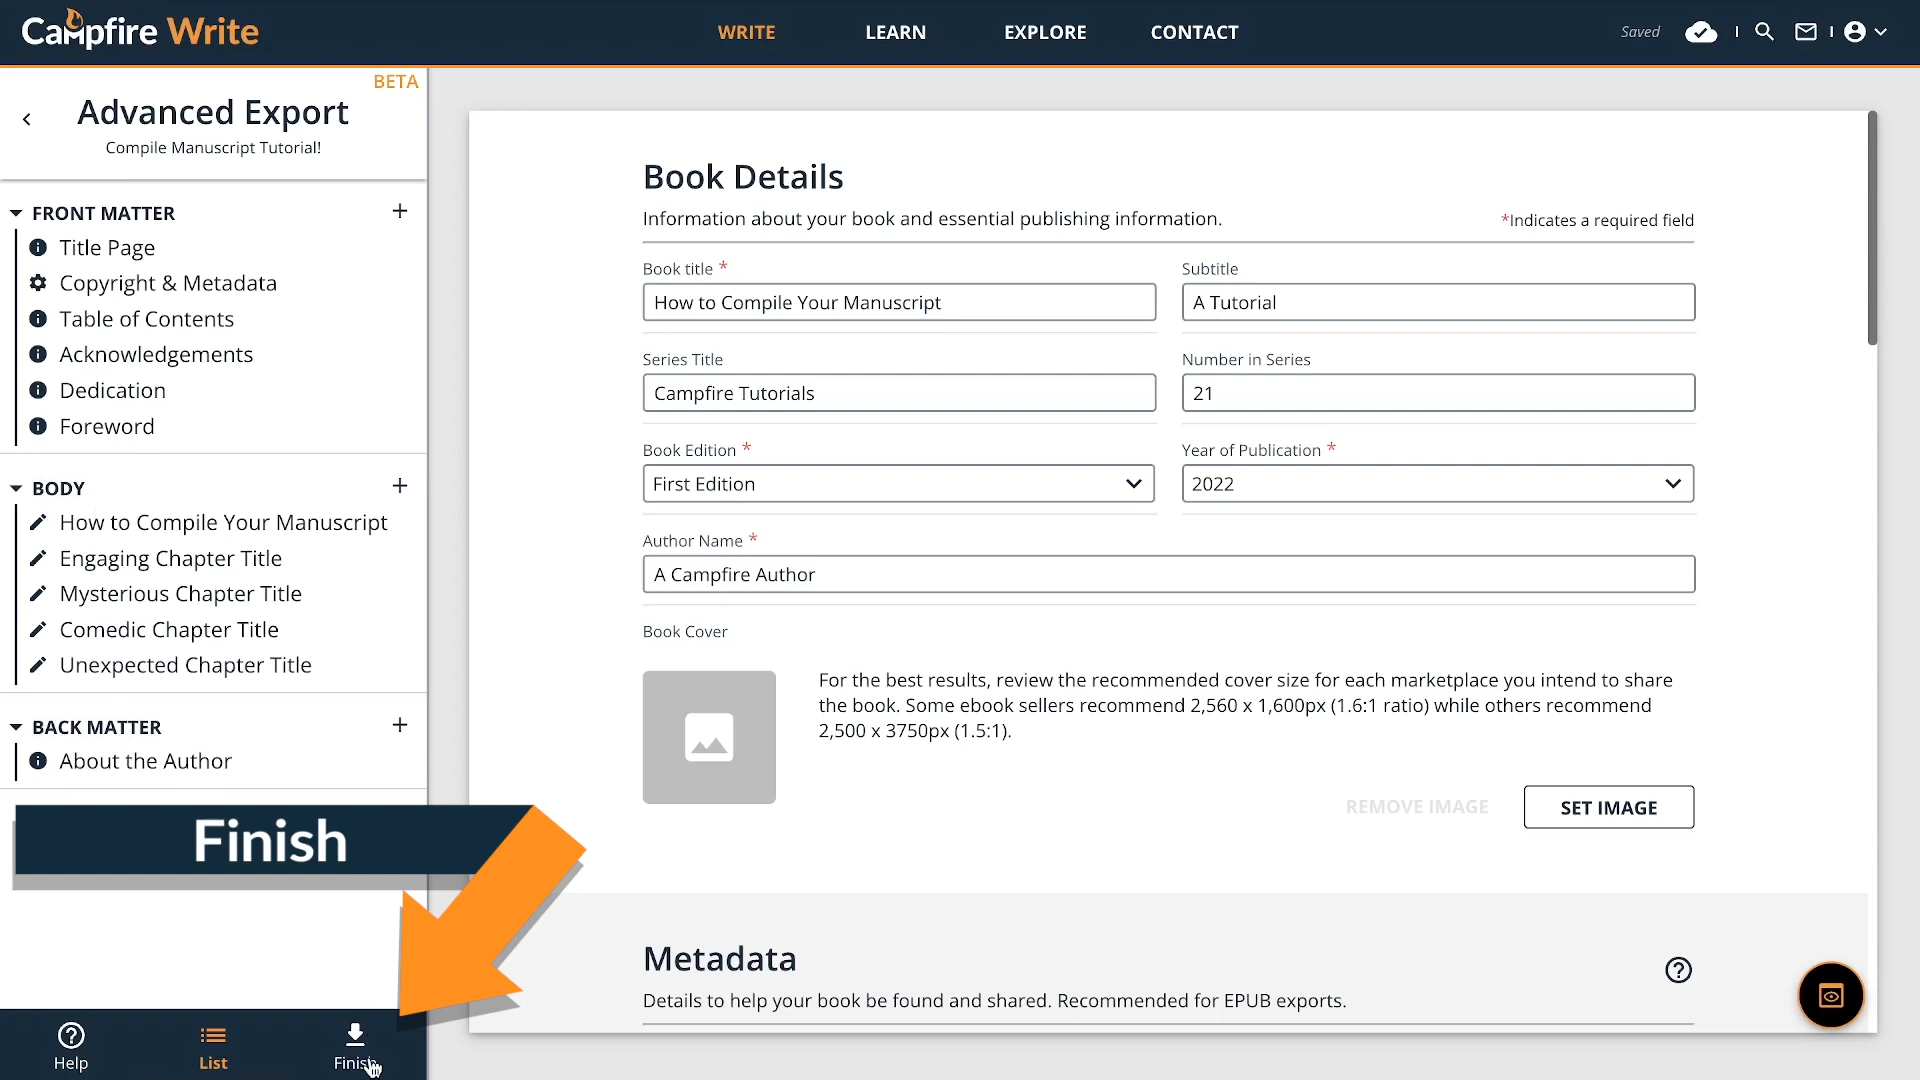 Campfire Write
WRITE
LEARN
EXPLORE
CONTACT
Saved
BETA
Advanced Export
Compile Manuscript Tutorial!
FRONT MATTER
Title Page
Copyright & Metadata
Table of Contents
Acknowledgements
Dedication
Foreword
BODY
How to Compile Your Manuscript
Engaging Chapter Title
Mysterious Chapter Title
Comedic Chapter Title
Unexpected Chapter Title
BACK MATTER
About the Author
Finish
Help
List
Finish
Book Details
Information about your book and essential publishing information.
*Indicates a required field
Book title *
Subtitle
How to Compile Your Manuscript
A Tutorial
Series Title
Number in Series
Campfire Tutorials
21
Book Edition *
Year of Publication *
First Edition
2022
Author Name *
A Campfire Author
Book Cover
For the best results, review the recommended cover size for each marketplace you intend to share
the book. Some ebook sellers recommend 2,560 x 1,600px (1.6:1 ratio) while others recommend
2,500 x 3750px (1.5:1).
REMOVE IMAGE
SET IMAGE
Metadata
Details to help your book be found and shared. Recommended for EPUB exports.